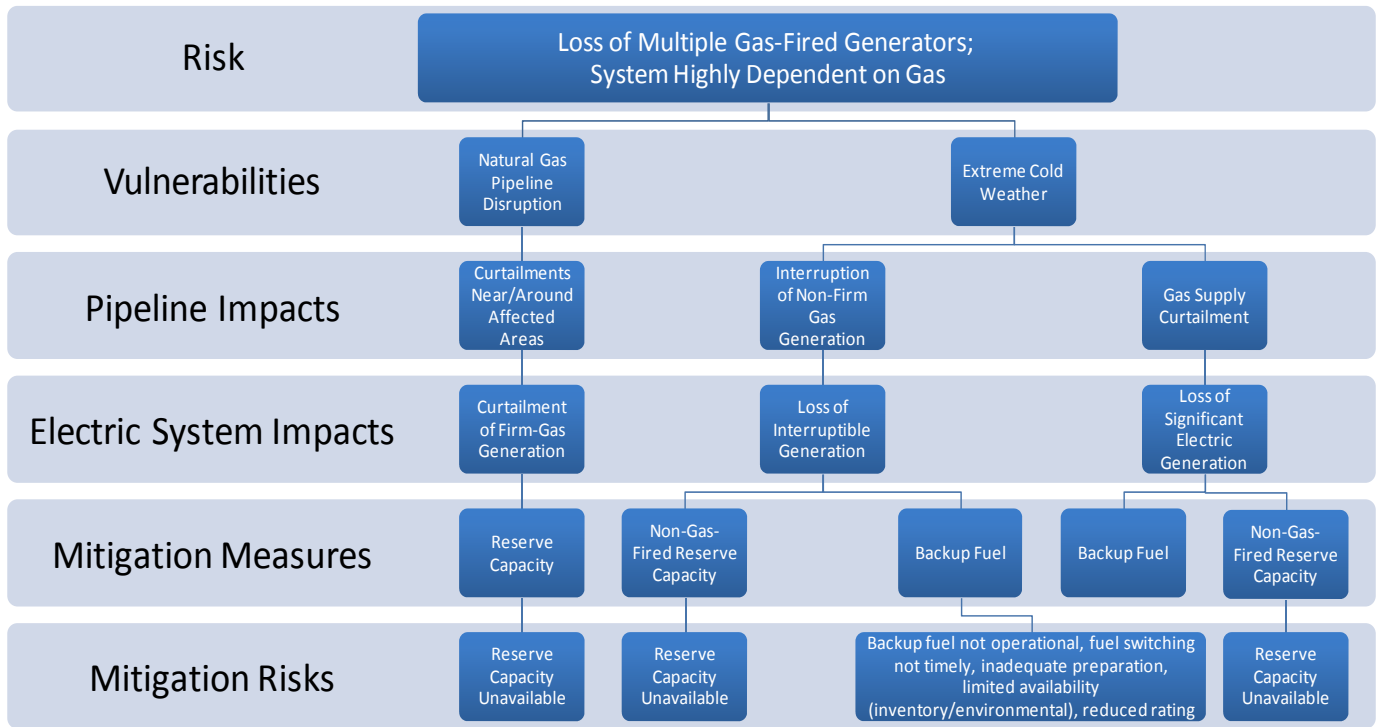 Risk
Loss of Multiple Gas-Fired Generators;
System Highly Dependent on Gas
Vulnerabilities
Natural Gas
Pipeline
Disruption
Extreme Cold
Weather
Pipeline Impacts
Curtailments
Near/Around
Affected
Areas
Interruption
of Non-Firm
Gas
Generation
Gas Supply
Curtailment
Electric System Impacts
Curtailment
of Firm-Gas
Generation
Loss of
Interruptible
Generation
Loss of
Significant
Electric
Generation
Mitigation Measures
Reserve
Capacity
Non-Gas-
Fired Reserve
Capacity
Backup Fuel
Backup Fuel
Non-Gas-
Fired Reserve
Capacity
Mitigation Risks
Reserve
Capacity
Unavailable
Reserve
Capacity
Unavailable
Backup fuel not operational, fuel switching
not timely, inadequate preparation,
limited availability
(inventory/environmental), reduced rating
Reserve
Capacity
Unavailable